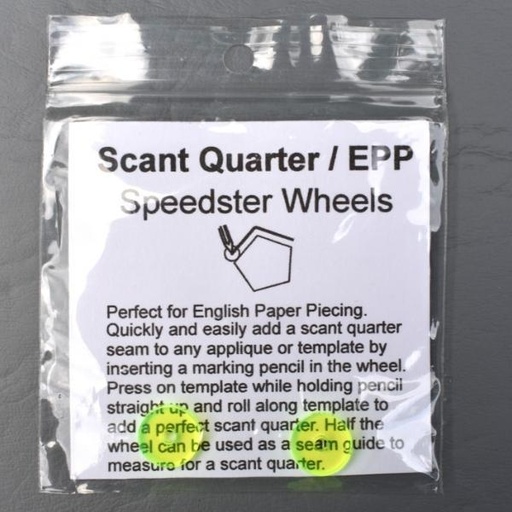 Scant Quarter / EPP
Speedster Wheels
Perfect for English Paper Piecing.
Quickly and easily add a scant quarter
seam to any applique or template by
inserting a marking pencil in the wheel.
Press on template while holding pencil
straight up and roll along template to
add a perfect scant quarter. Half the
wheel can be used as a seam guide to
measure for a scant quarter.